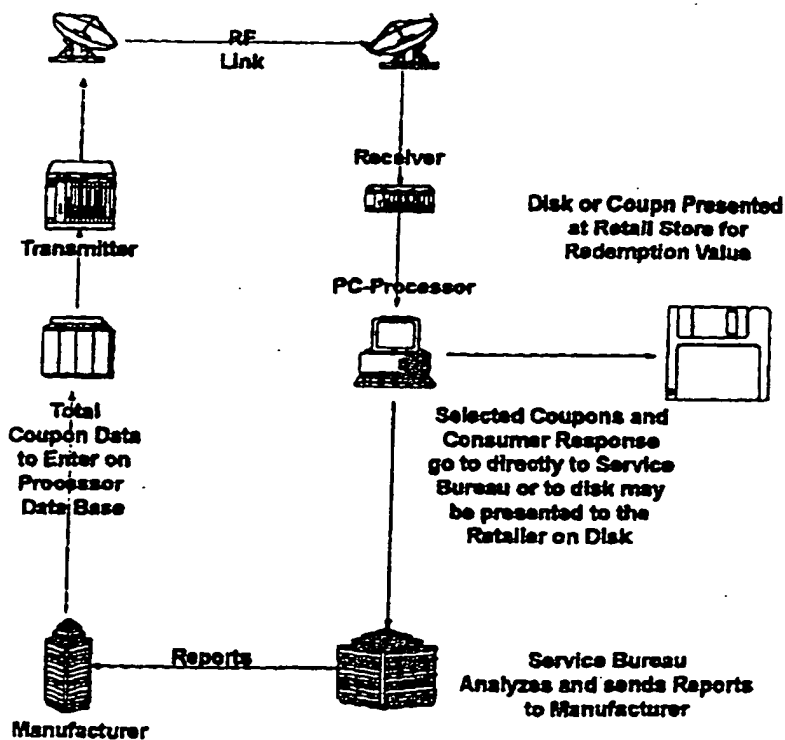 RF
Link
Receiver
Transmitter
Disk or Coupn Presented
at Retail Store for
Redemption Value
PC-Processor
Total
Coupon Data
to Enter on
Processor
Data Base
Selected Coupons and
Consumer Response
go to directly to Service
Bureau or to disk may
be presented to the
Retailer on Disk
Reports
Service Bureau
Analyzes and sends Reports
to Manufacturer
Manufacturer